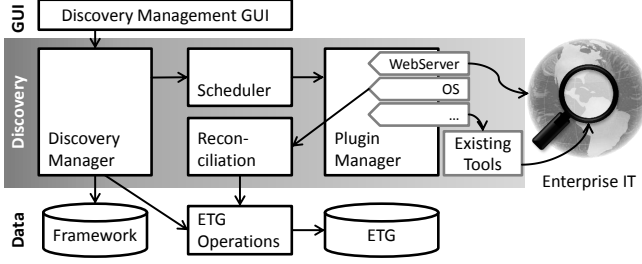 GUI
Discovery Management GUI
Discovery
Discovery
Manager
Scheduler
Recon-
ciliation
Plugin
Manager
WebServer
OS
...
Existing
Tools
Enterprise IT
Data
Framework
ETG
Operations
ETG